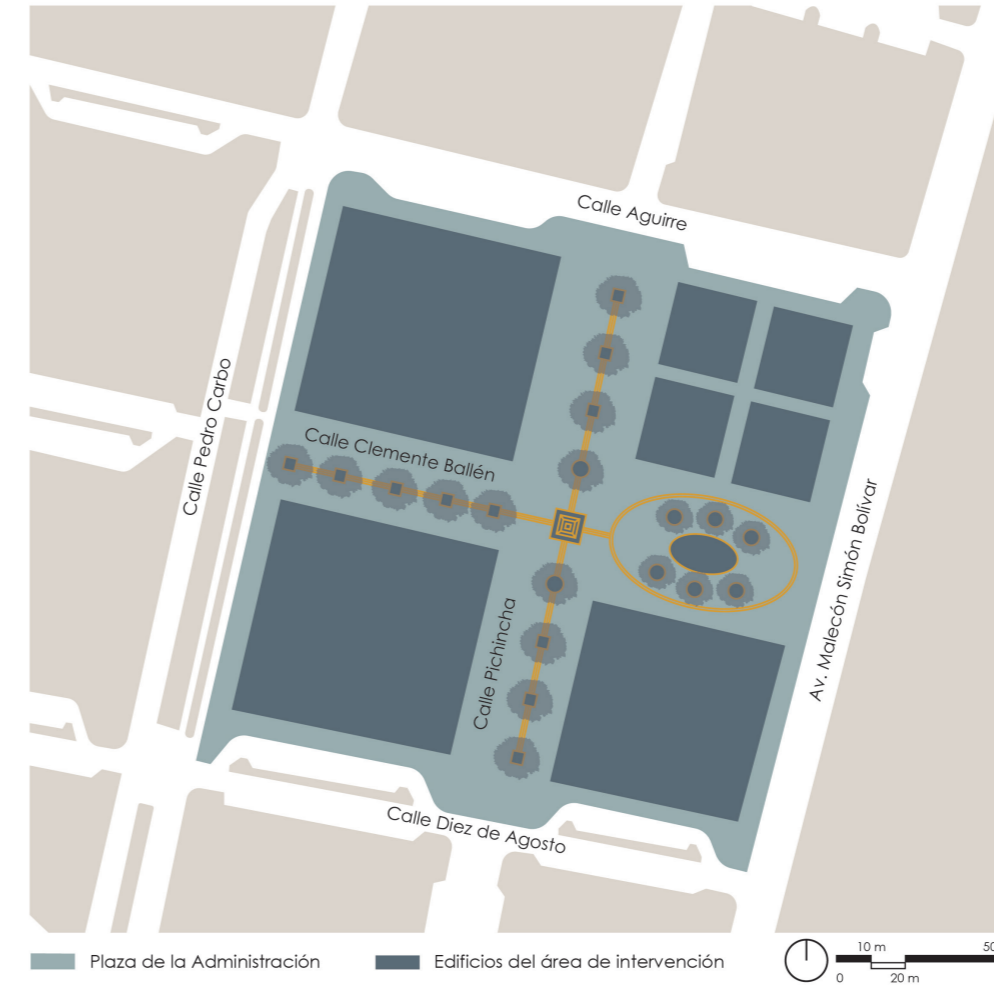 Calle Aguirre
Calle Pedro Carbo
Calle Clemente Ballén
Av. Malecón Simón Bolívar
Calle Pichincha
Calle Diez de Agosto
Plaza de la Administración
Edificios del área de intervención
10 m
50
0
20 m